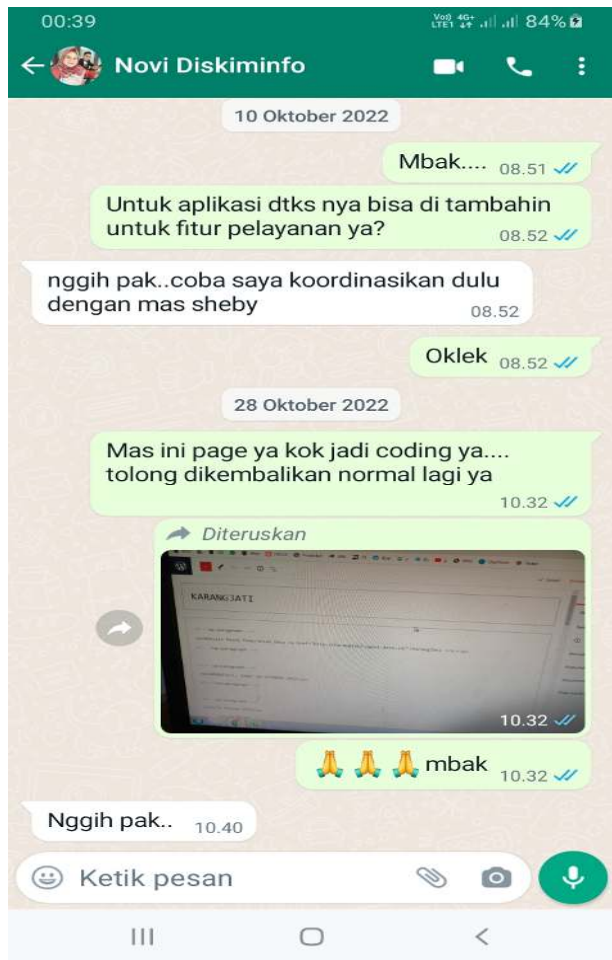 00:39
Voo) 4G+
LTE1 84%
Novi Diskiminfo
10 Oktober 2022
Mbak.... 08.51
Untuk aplikasi dtks nya bisa di tambahin
untuk fitur pelayanan ya?
08.52
nggih pak..coba saya koordinasikan dulu
dengan mas sheby
08.52
Oklek 08.52
28 Oktober 2022
Mas ini page ya kok jadi coding ya....
tolong dikembalikan normal lagi ya
10.32
Diteruskan
KARANGJATI
10.32
mbak 10.32
Nggih pak.. 10.40
Ketik pesan